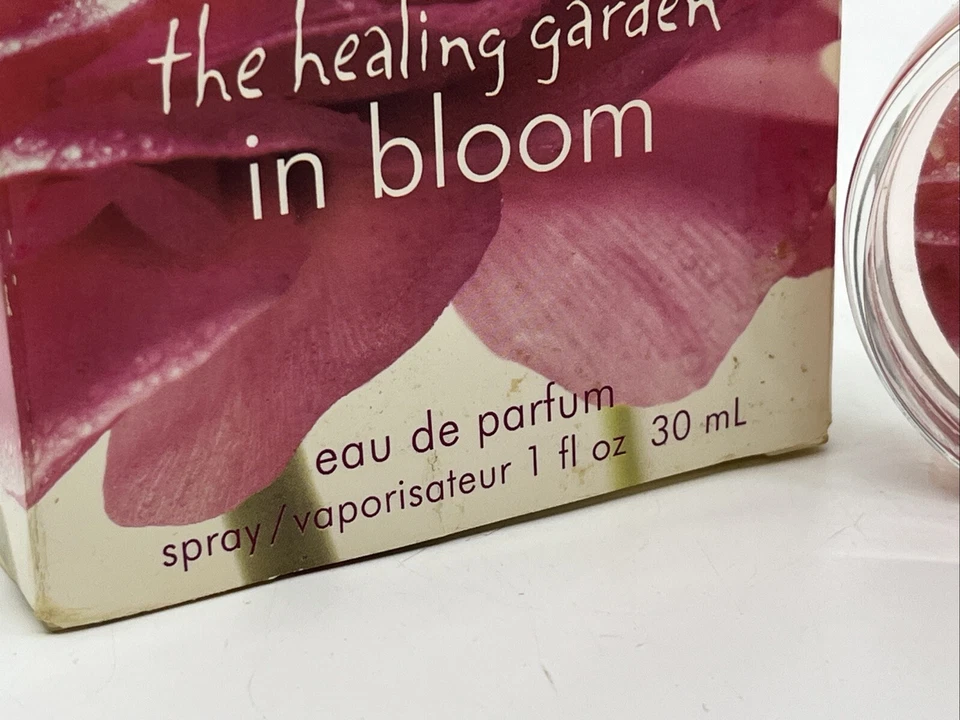 the healing garden
in bloom
eau de parfum
spray/vaporisateur 1 fl oz 30 mL